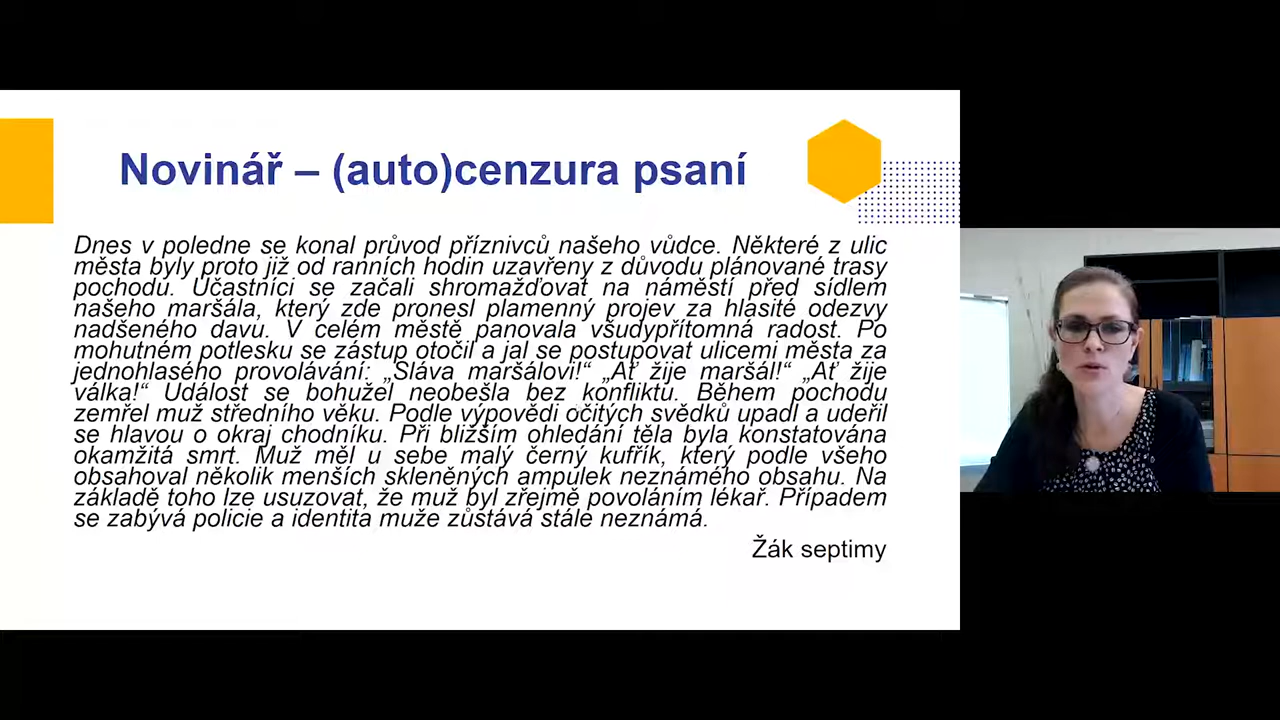 Novinář – (auto)cenzura psaní
Dnes v poledne se konal průvod příznivců našeho vůdce. Některé z ulic
města byly proto již od ranních hodin uzavřeny z důvodu plánované trasy
pochodu. Účastníci se začali shromažďovat na náměstí před sídlem
našeho maršála, který zde pronesl plamenný projev za hlasité odezvy
nadšeného davu. V celém městě panovala všudypřítomná radost. Po
mohutném potlesku se zástup otočil a jal se postupovat ulicemi města za
jednohlasého provolávání: „Sláva maršálovi!“ „Ať žije maršál!“ „Ať žije
válka!“ Událost se bohužel neobešla bez konfliktu. Během pochodu
zemřel muž středního věku. Podle výpovědi očitých svědků upadl a udeřil
se hlavou o okraj chodníku. Při bližším ohledání těla byla konstatována
okamžitá smrt. Muž měl u sebe malý černý kufřík, který podle všeho
obsahoval několik menších skleněných ampulek neznámého obsahu. Na
základě toho lze usuzovat, že muž byl zřejmě povoláním lékař. Případem
se zabývá policie a identita muže zůstává stále neznámá.
Žák septimy